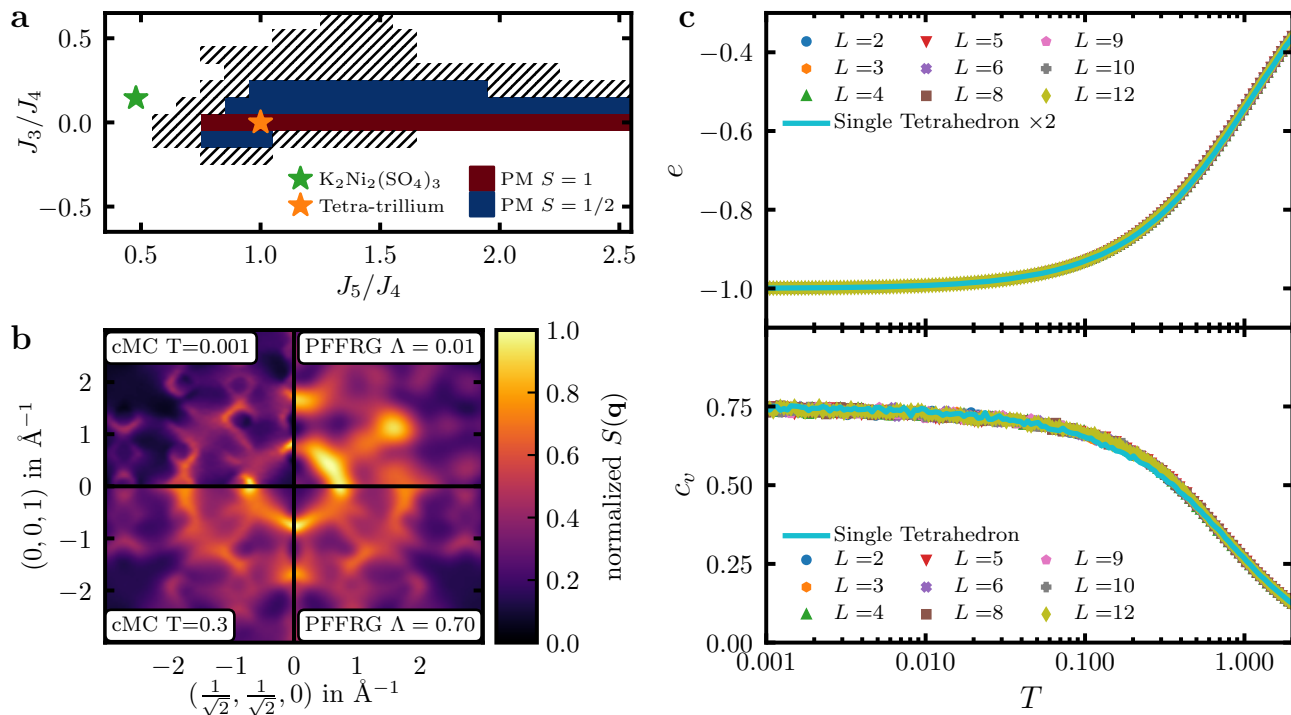 a
0.5
0.0
−0.5
J3/J4
K2Ni2(SO4)3
Tetra-trillium
PM S = 1
PM S = 1/2
0.5 1.0 1.5 2.0 2.5
J5/J4
b
cMC T=0.001
PFFRG Λ = 0.01
cMC T=0.3
PFFRG Λ = 0.70
2
1
0
−1
−2
(0, 0, 1) in Å−1
−2 −1 0 1 2
(1/√2, 1/√2, 0) in Å−1
1.0
0.8
0.6
0.4
0.2
0.0
normalized S(q)
c
L =2 L =5 L =9
L =3 L =6 L =10
L =4 L =8 L =12
Single Tetrahedron ×2
−0.4
−0.6
−0.8
−1.0
e
0.75
0.50
0.25
0.00
cv
Single Tetrahedron
L =2 L =5 L =9
L =3 L =6 L =10
L =4 L =8 L =12
0.001 0.010 0.100 1.000
T